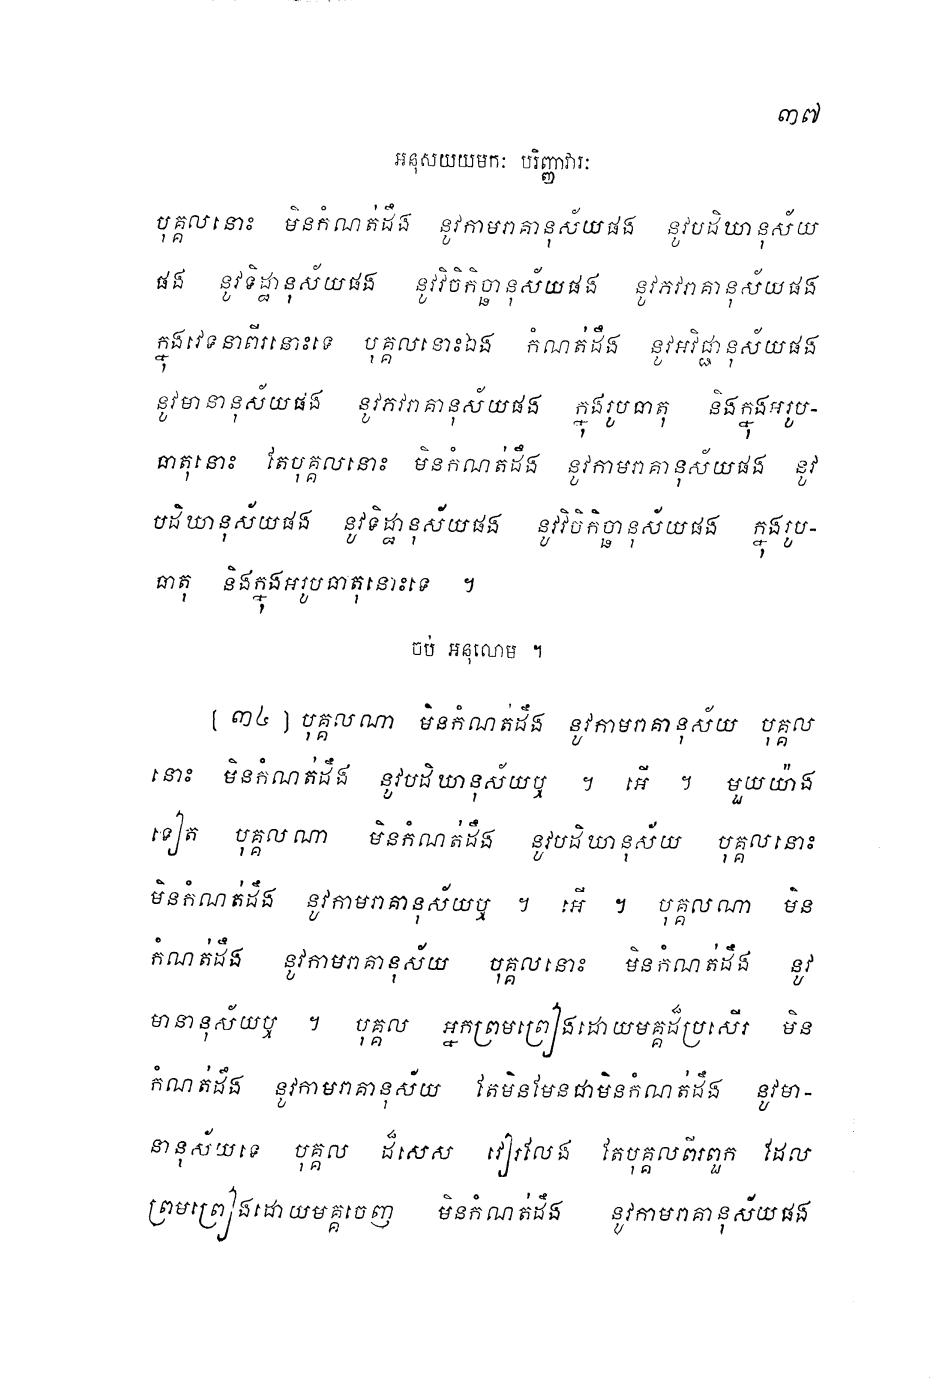 ៣៧
អនុសយយមកៈ បរិញ្ញាវារៈ
បុគ្គលនោះ មិនកំណត់ដឹង នូវកាមរាគានុស័យផង នូវបដិឃានុស័យ
ផង នូវទិដ្ឋានុស័យផង នូវវិចិកិច្ឆានុស័យផង នូវភវរាគានុស័យផង
ក្នុងវេទនាពីរនោះទេ បុគ្គលនោះឯង កំណត់ដឹង នូវអវិជ្ជានុស័យផង
នូវមានានុស័យផង នូវភវរាគានុស័យផង ក្នុងរូបធាតុ និងក្នុងអរូប-
ធាតុនោះ តែបុគ្គលនោះ មិនកំណត់ដឹង នូវកាមរាគានុស័យផង នូវ
បដិឃានុស័យផង នូវទិដ្ឋានុស័យផង នូវវិចិកិច្ឆានុស័យផង ក្នុងរូប-
ធាតុ និងក្នុងអរូបធាតុនោះទេ ។
ចប់ អនុលោម ។
[ ៣៤ ] បុគ្គលណា មិនកំណត់ដឹង នូវកាមរាគានុស័យ បុគ្គល
នោះ មិនកំណត់ដឹង នូវបដិឃានុស័យឬ ។ អើ ។ មួយយ៉ាង
ទៀត បុគ្គលណា មិនកំណត់ដឹង នូវបដិឃានុស័យ បុគ្គលនោះ
មិនកំណត់ដឹង នូវកាមរាគានុស័យឬ ។ អើ ។ បុគ្គលណា មិន
កំណត់ដឹង នូវកាមរាគានុស័យ បុគ្គលនោះ មិនកំណត់ដឹង នូវ
មានានុស័យឬ ។ បុគ្គល អ្នកព្រមព្រៀងដោយមគ្គដ៏ប្រសើរ មិន
កំណត់ដឹង នូវកាមរាគានុស័យ តែមិនមែនជាមិនកំណត់ដឹង នូវមា-
នានុស័យទេ បុគ្គល ដ៏សេស វៀរលែង តែបុគ្គលពីរពួក ដែល
ព្រមព្រៀងដោយមគ្គចេញ មិនកំណត់ដឹង នូវកាមរាគានុស័យផង